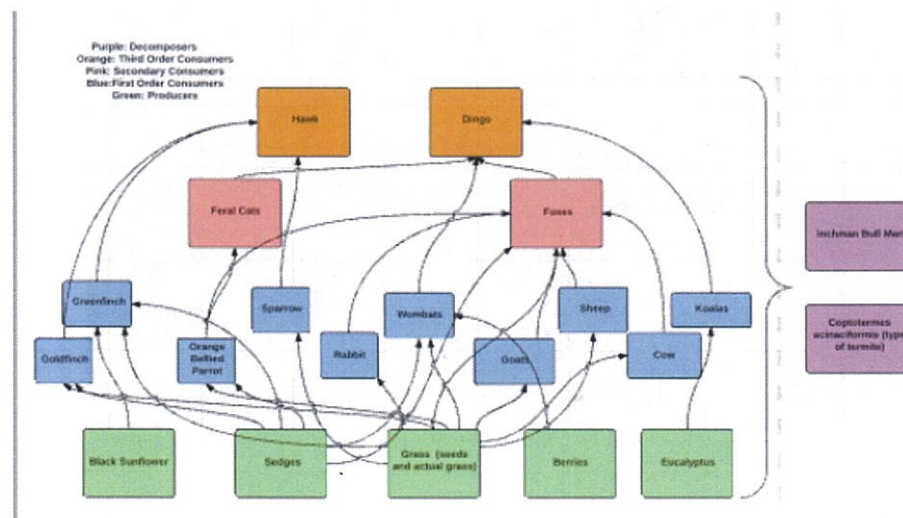 Purple: Decomposers
Orange: Third Order Consumers
Pink: Secondary Consumers
Blue:First Order Consumers
Green: Producers
Hawk
Dingo
Feral Cats
Foxes
Inchman Bull Men
Greenfinch
Sparrow
Wombats
Sheep
Koalas
Goldfinch
Orange
Bellied
Parrot
Rabbit
Goats
Cow
Coptotermes
acinaciformis (type
of termite)
Black Sunflower
Sedges
Grass (seeds
and actual grass)
Berries
Eucalyptus